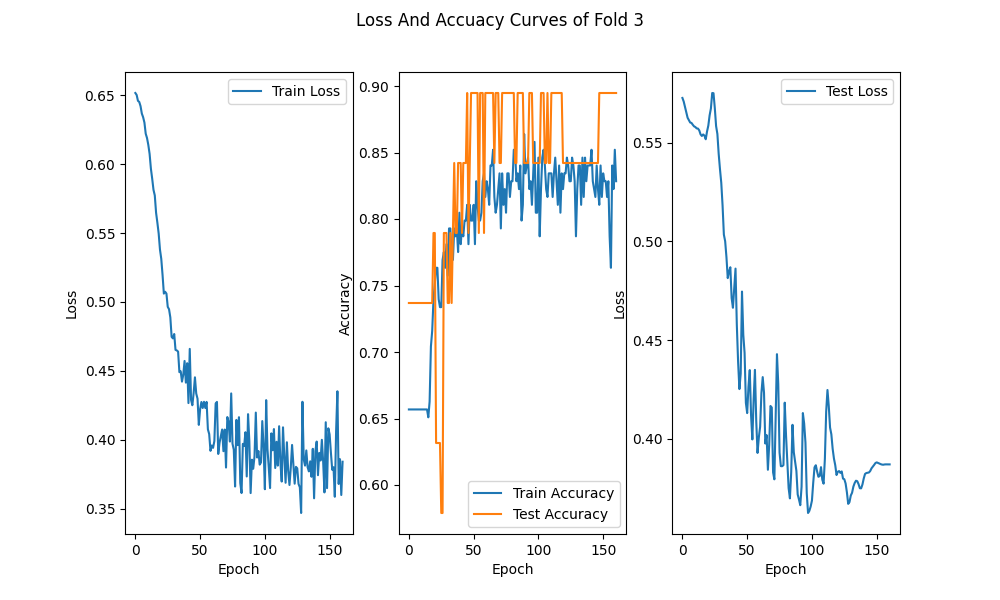 Loss And Accuacy Curves of Fold 3
Train Loss
0.65
0.60
0.55
0.50
0.45
0.40
0.35
Loss
0
50
100
150
Epoch
0.90
0.85
0.80
0.75
0.70
0.65
0.60
Accuracy
Train Accuracy
Test Accuracy
0
50
100
150
Epoch
Test Loss
0.55
0.50
0.45
0.40
Loss
0
50
100
150
Epoch